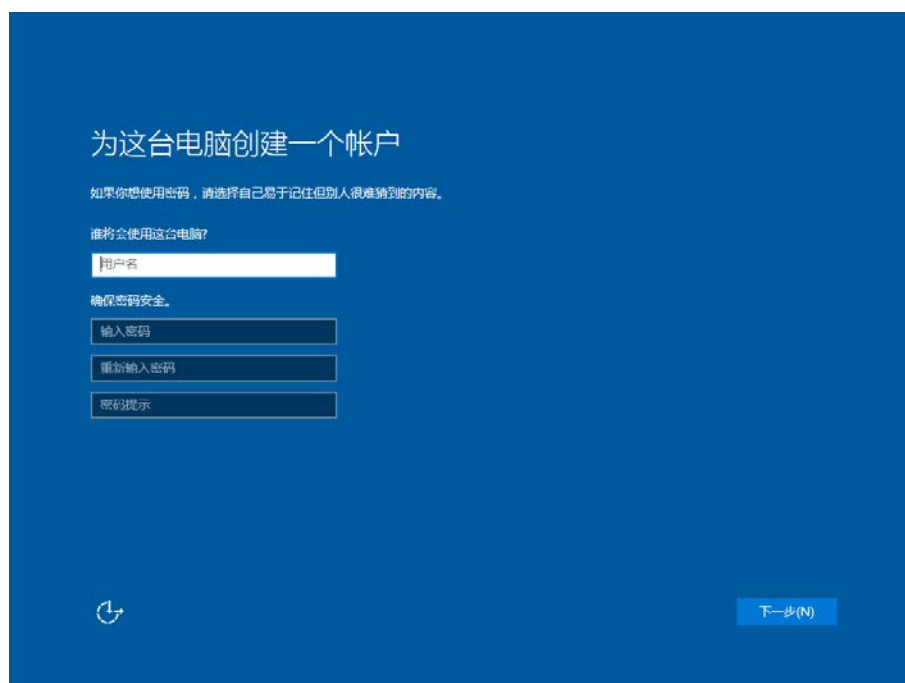 为这台电脑创建一个帐户
如果你想使用密码，请选择自己易于记住但别人很难猜到的内容。
谁将会使用这台电脑?
用户名
确保密码安全。
输入密码
重新输入密码
密码提示
下一步(N)